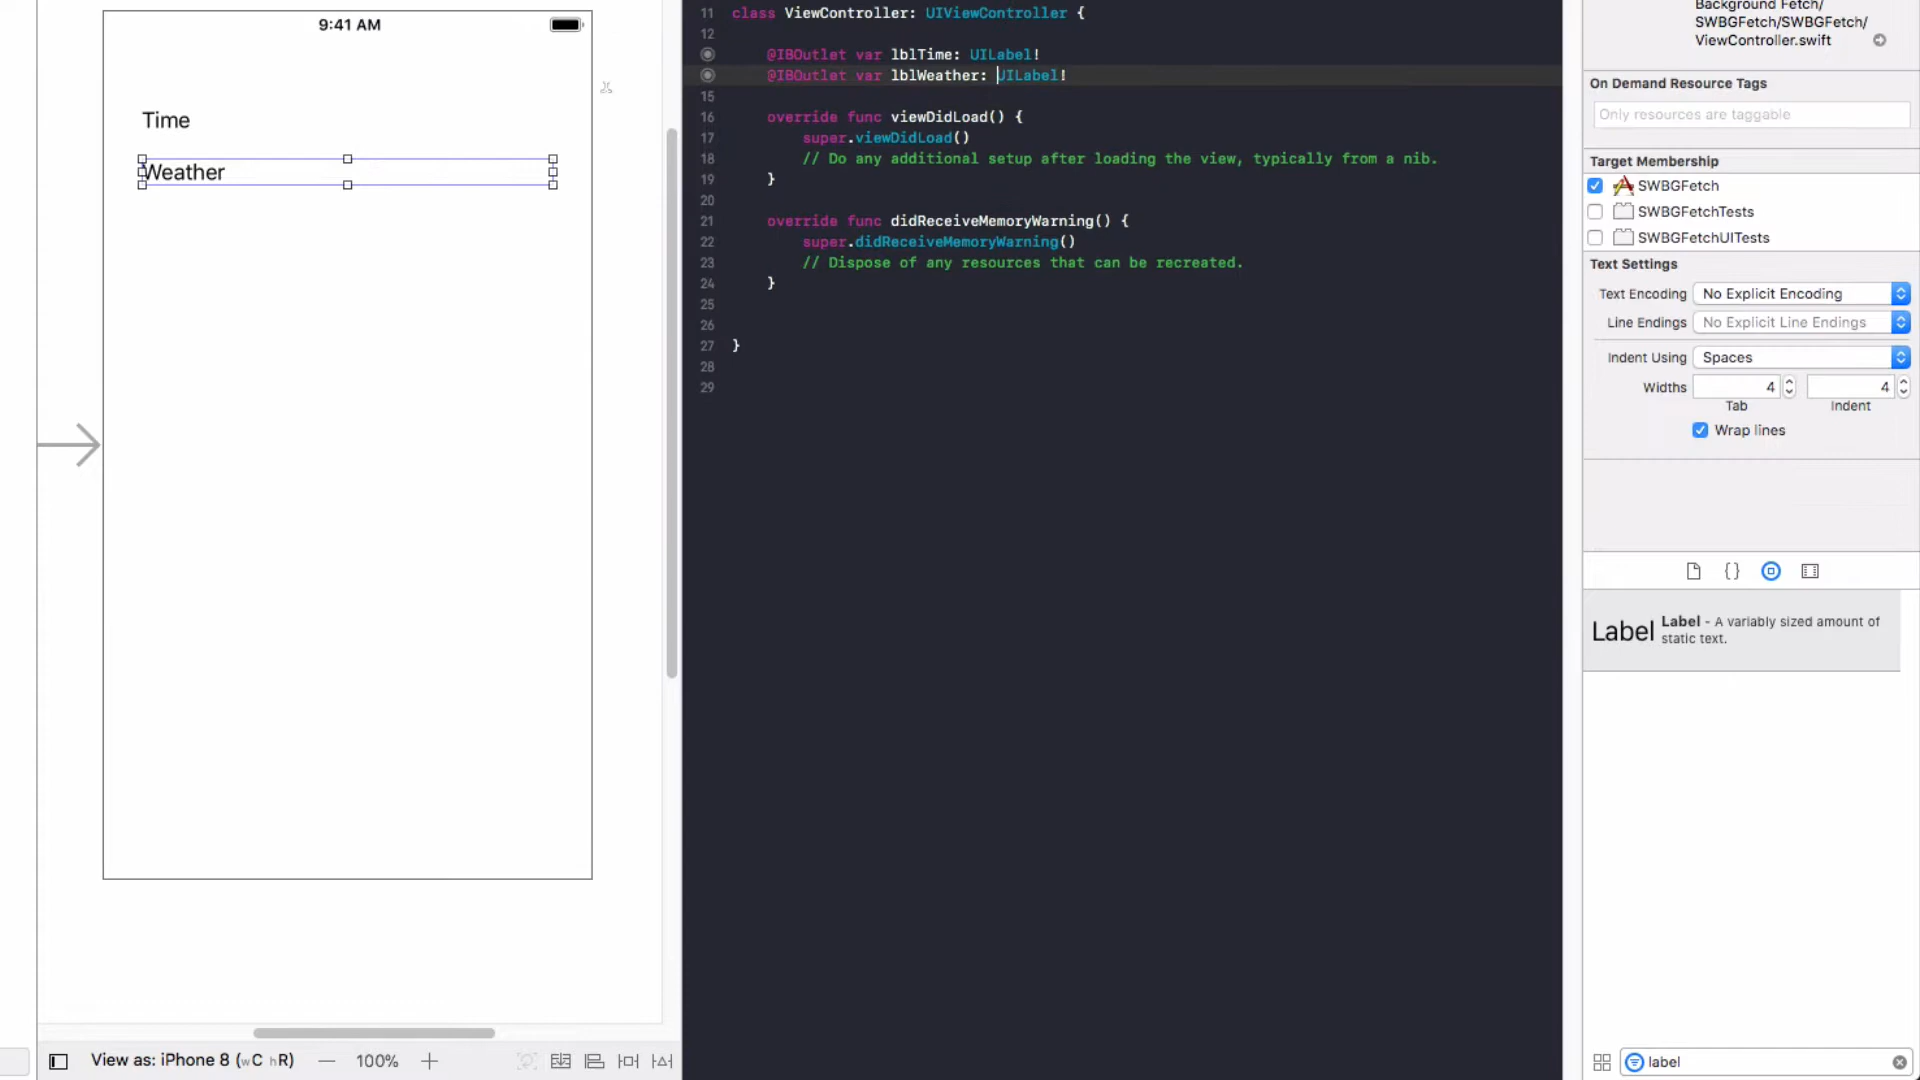 9:41 AM
Time
Weather
View as: iPhone 8 (wC hR)
100%
11 class ViewController: UIViewController {
12
@IBOutlet var lblTime: UILabel!
@IBOutlet var lblWeather: UILabel!
15
16 override func viewDidLoad() {
17 super.viewDidLoad()
18 // Do any additional setup after loading the view, typically from a nib.
19 }
20
21 override func didReceiveMemoryWarning() {
22 super.didReceiveMemoryWarning()
23 // Dispose of any resources that can be recreated.
24 }
25
26
27 }
28
29
Background Fetch/
SWBGFetch/SWBGFetch/
ViewController.swift
On Demand Resource Tags
Only resources are taggable
Target Membership
SWBGFetch
SWBGFetchTests
SWBGFetchUITests
Text Settings
Text Encoding No Explicit Encoding
Line Endings No Explicit Line Endings
Indent Using Spaces
Widths 4 4
Tab Indent
Wrap lines
{}
Label Label - A variably sized amount of
static text.
label